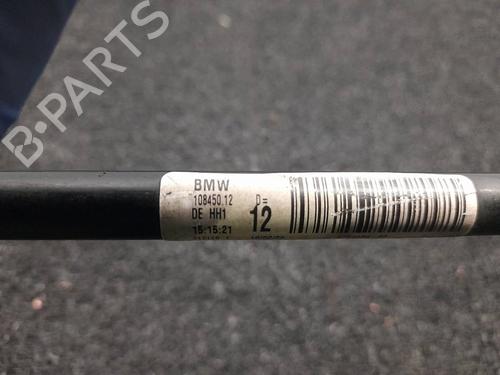 B-PARTS
BMW
108450.12
DE HH1
D=
12
15:15:21